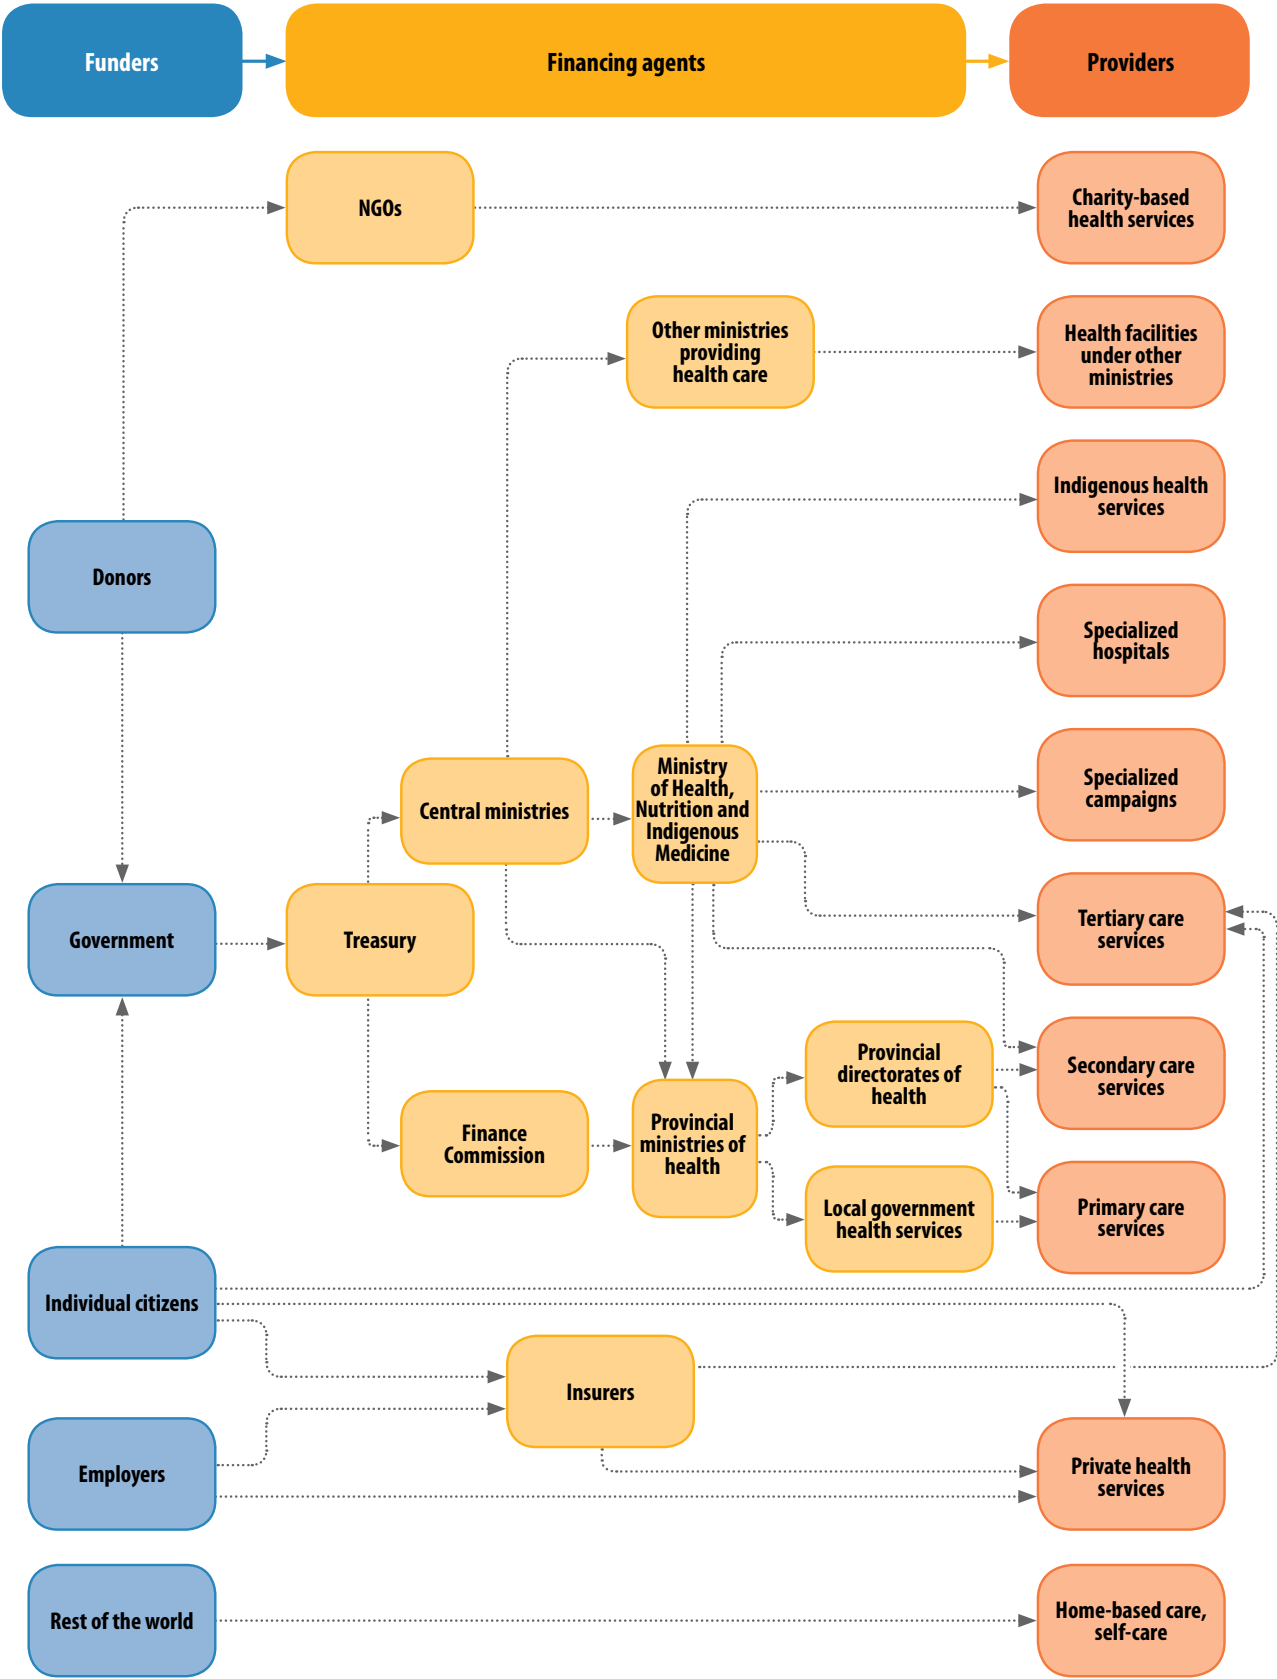 Funders
Financing agents
Providers
NGOs
Charity-based
health services
Other ministries
providing
health care
Health facilities
under other
ministries
Indigenous health
services
Donors
Specialized
hospitals
Ministry
of Health,
Nutrition and
Indigenous
Medicine
Central ministries
Specialized
campaigns
Government
Treasury
Tertiary care
services
Provincial
directorates of
health
Secondary care
services
Finance
Commission
Provincial
ministries of
health
Local government
health services
Primary care
services
Individual citizens
Insurers
Employers
Private health
services
Rest of the world
Home-based care,
self-care